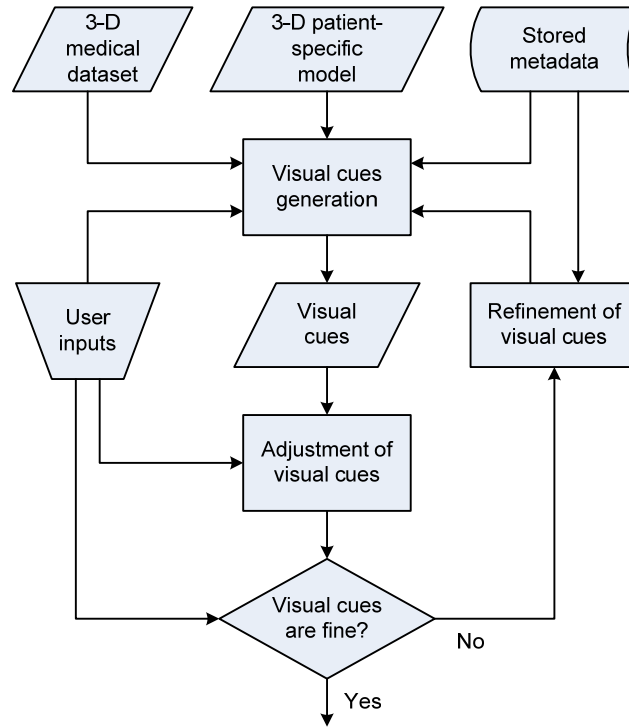 3-D
medical
dataset
3-D patient-
specific
model
Stored
metadata
Visual cues
generation
User
inputs
Visual
cues
Refinement of
visual cues
Adjustment of
visual cues
Visual cues
are fine?
No
Yes